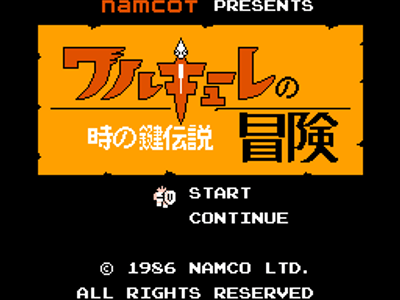 namcoT PRESENTS
ワルキューレの
時の鍵伝説 冒険
START
CONTINUE
© 1986 NAMCO LTD.
ALL RIGHTS RESERVED